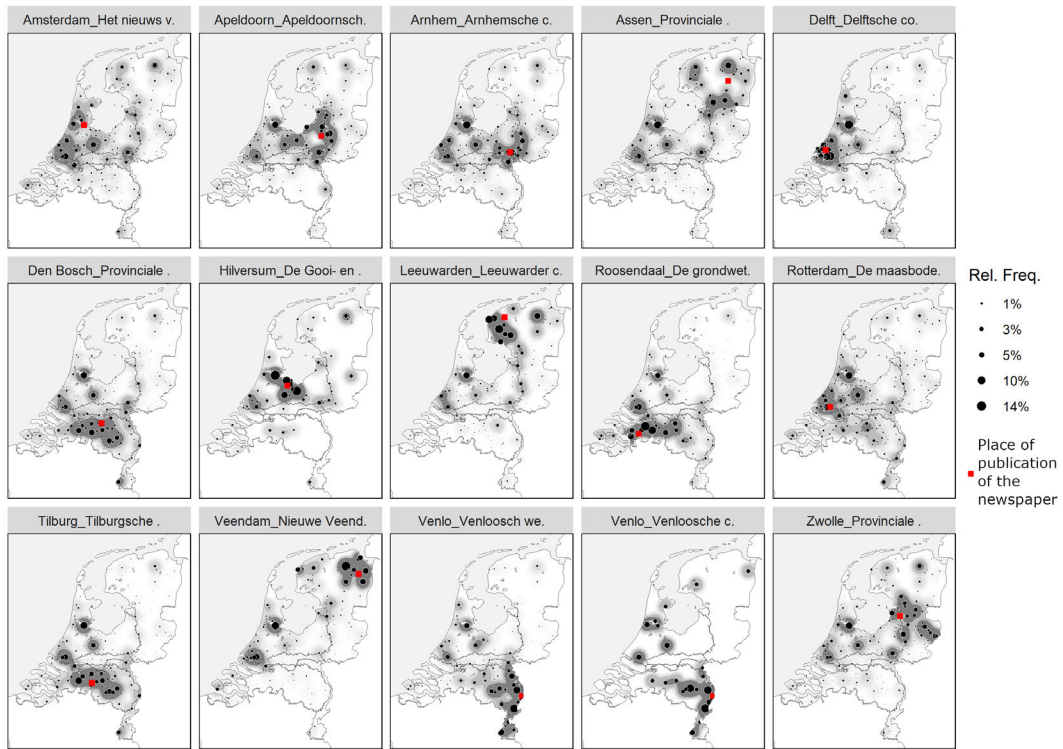 Amsterdam_Het nieuws v.
Apeldoorn_Apeldoornsch.
Arnhem_Arnhemsche c.
Assen_Provinciale .
Delft_Delftsche co.
Den Bosch_Provinciale .
Hilversum_De Gooi- en .
Leeuwarden_Leeuwarder c.
Roosendaal_De grondwet.
Rotterdam_De maasbode.
Rel. Freq.
1%
3%
5%
10%
14%
Place of
publication
of the
newspaper
Tilburg_Tilburgsche .
Veendam_Nieuwe Veend.
Venlo_Venloosch we.
Venlo_Venloosche c.
Zwolle_Provinciale .